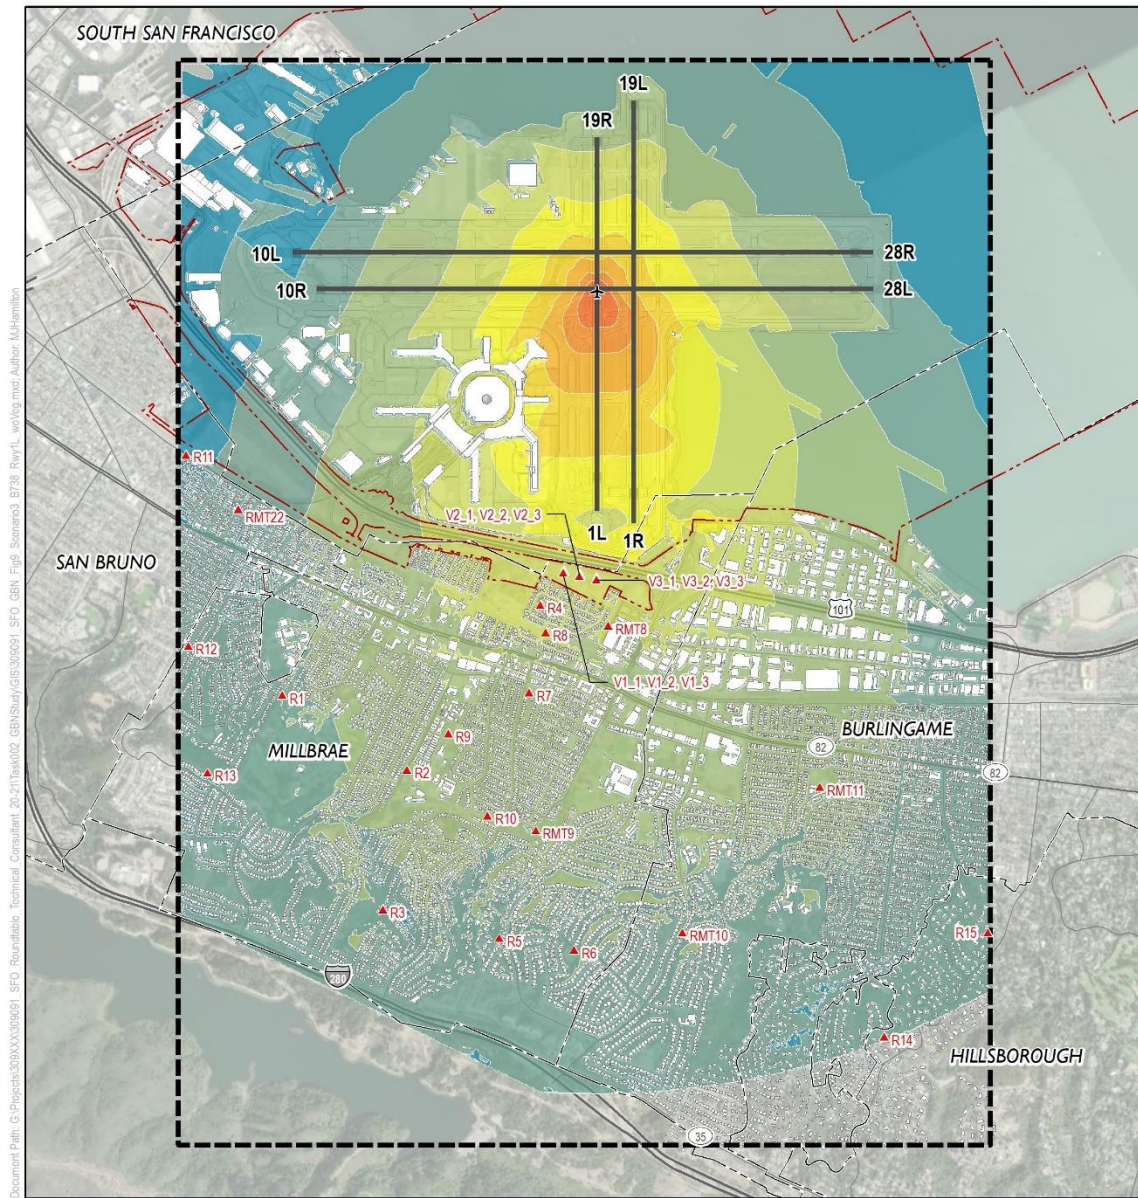 SOUTH SAN FRANCISCO
19L
19R
10L
28R
10R
28L
R11
V2_1, V2_2, V2_3
1L
1R
RMT22
SAN BRUNO
V3_1, V3_2, V3_3
101
R4
RMT8
R8
R12
V1_1, V1_2, V1_3
R1
R7
BURLINGAME
R9
82
MILLBRAE
R2
82
R13
RMT11
R10
RMT9
R3
RMT10
R15
R5
R6
280
R14
HILLSBOROUGH
35